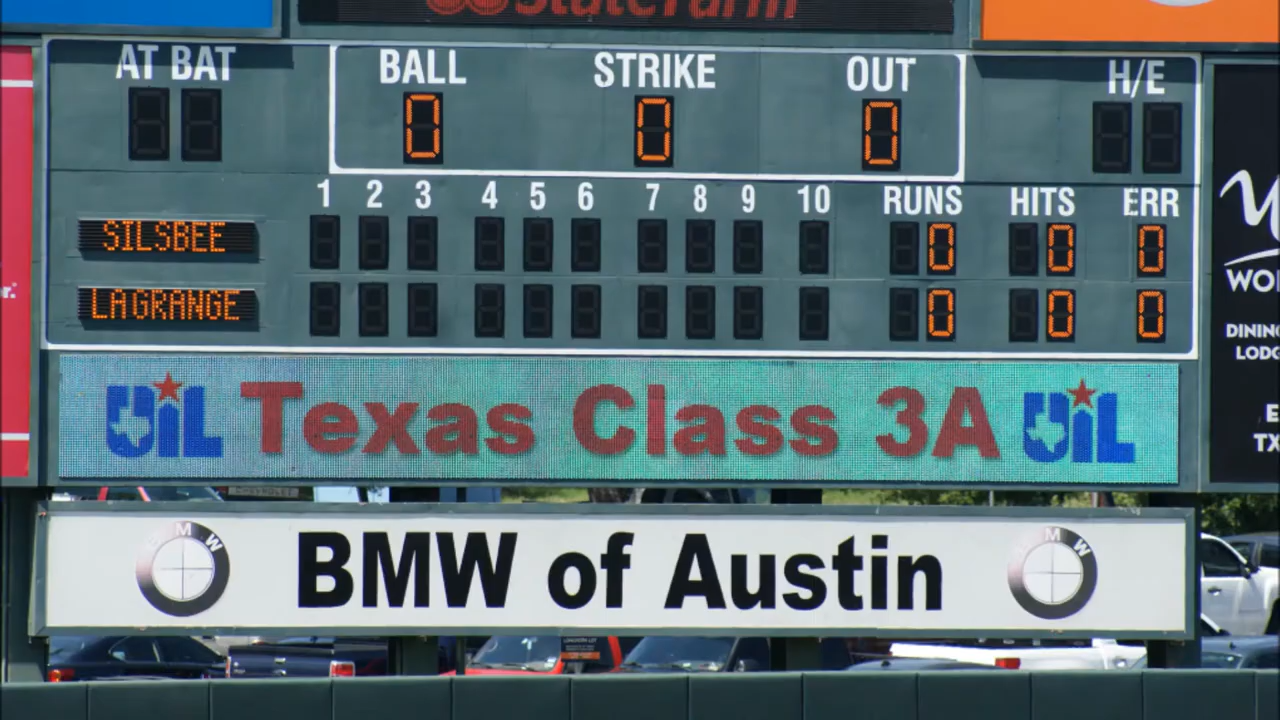 StateFarm
AT BAT BALL STRIKE OUT H/E
0 0 0
1 2 3 4 5 6 7 8 9 10 RUNS HITS ERR
SILSBEE 0 0 0
LAGRANGE 0 0 0
UIL Texas Class 3A UIL
BMW BMW of Austin BMW
DINING